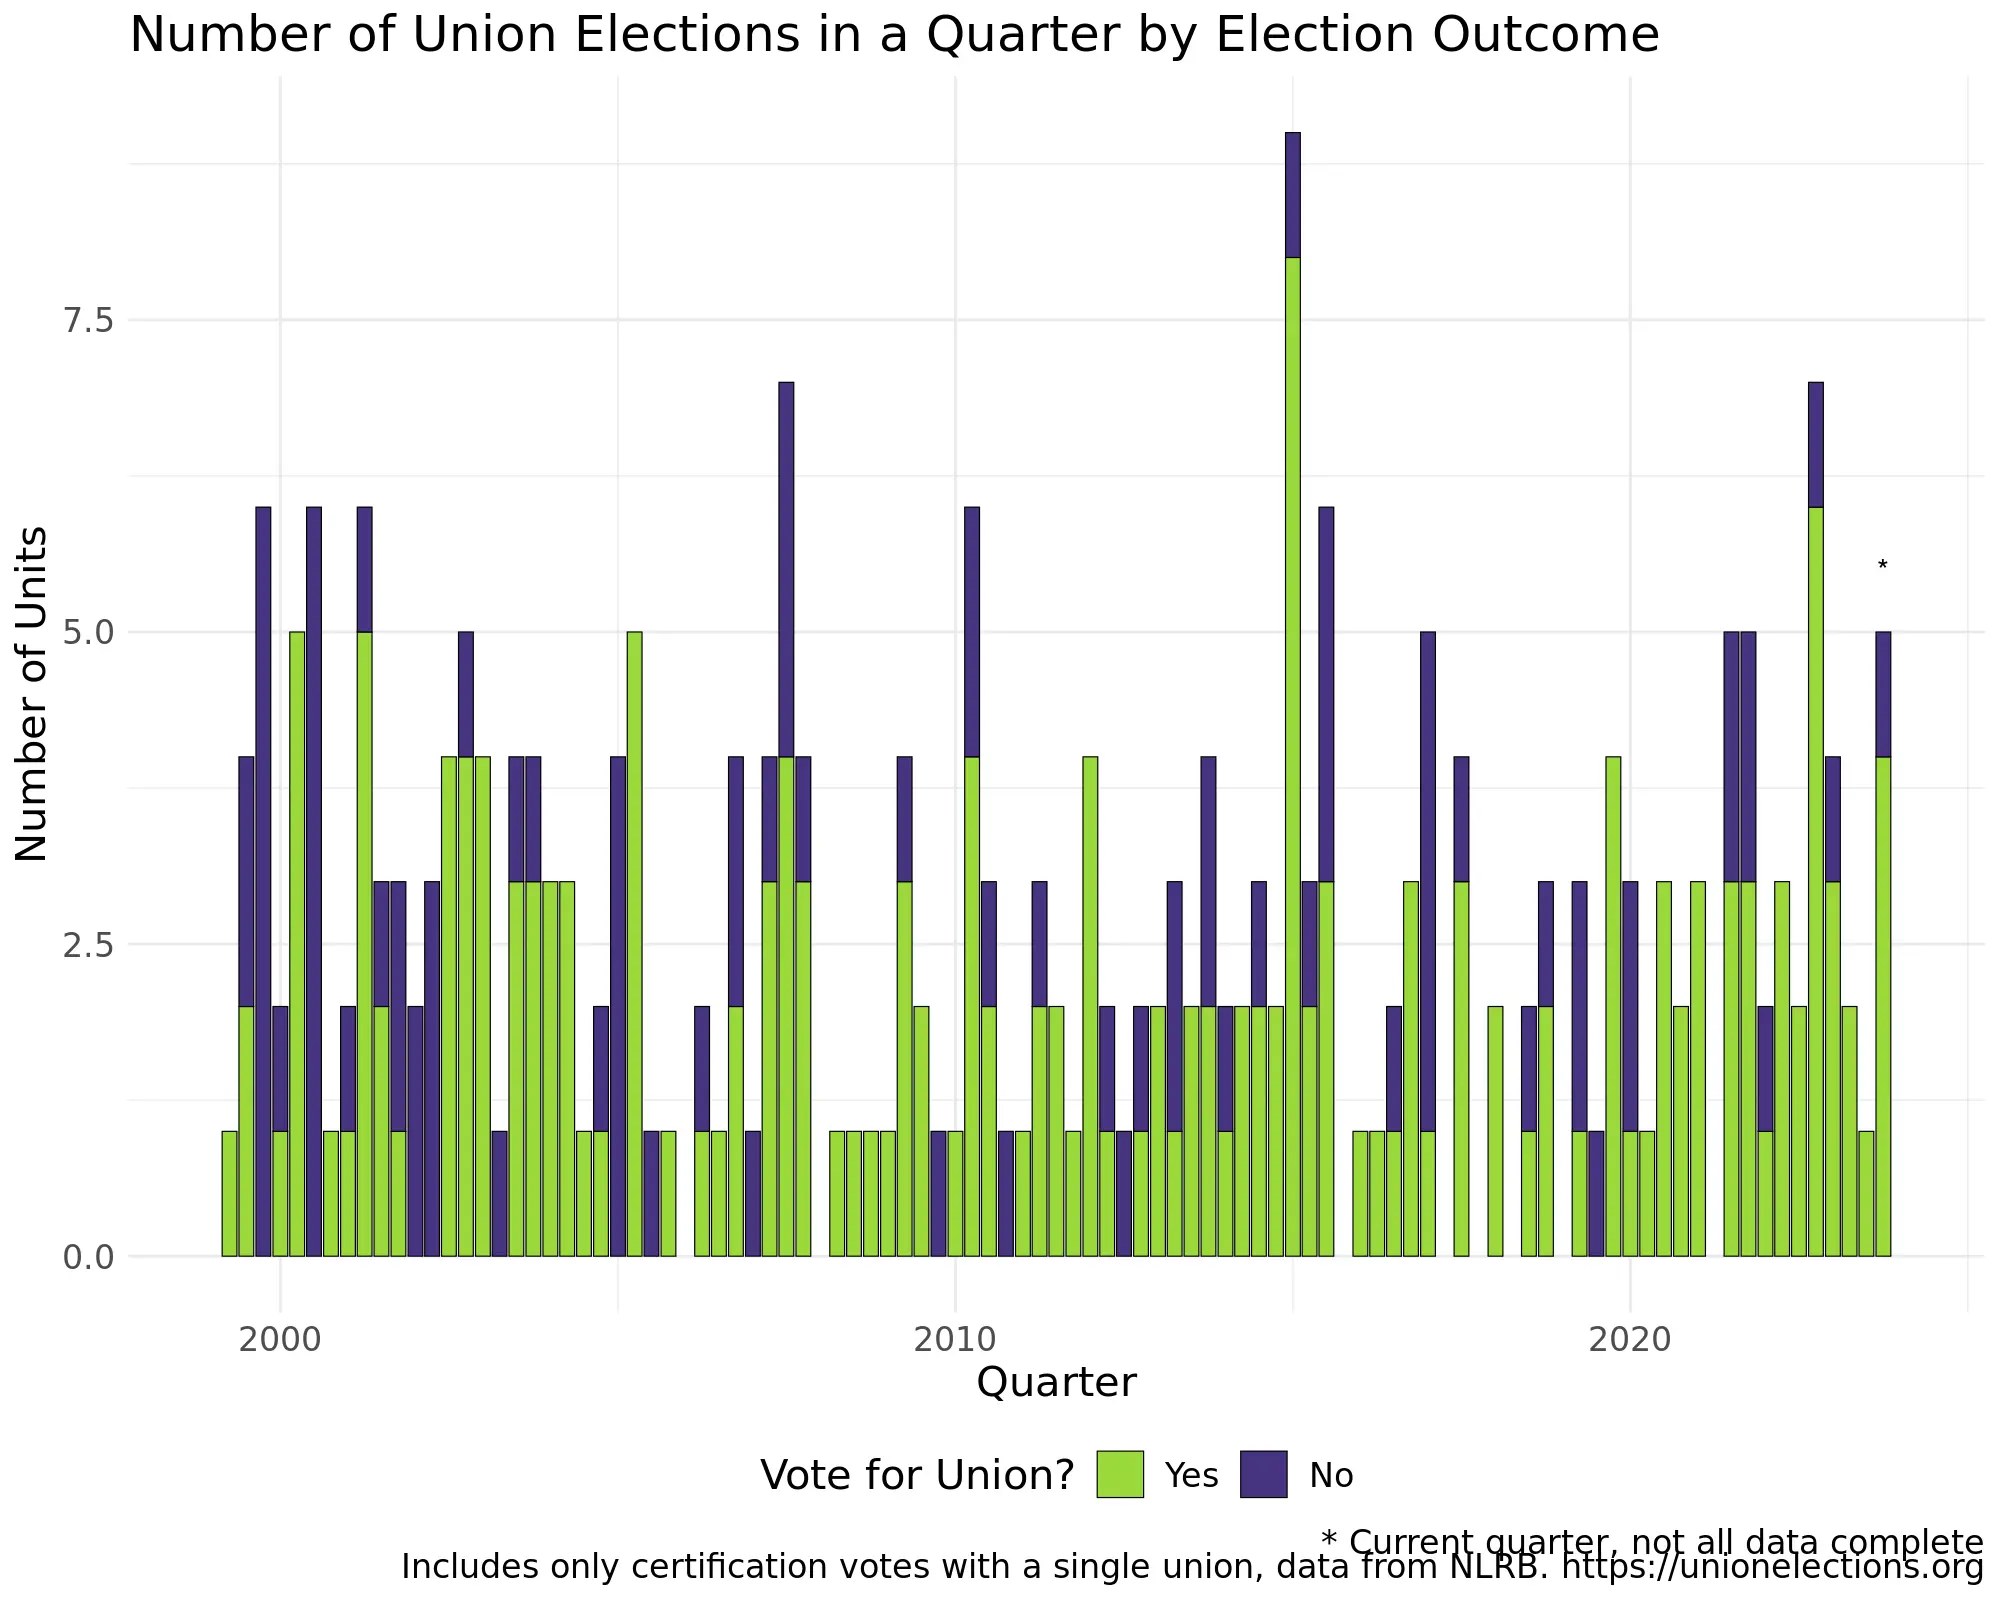 Number of Union Elections in a Quarter by Election Outcome
Number of Units
7.5
5.0
2.5
0.0
*
2000 2010 2020
Quarter
Vote for Union? Yes No
* Current quarter, not all data complete
Includes only certification votes with a single union, data from NLRB. https://unionelections.org